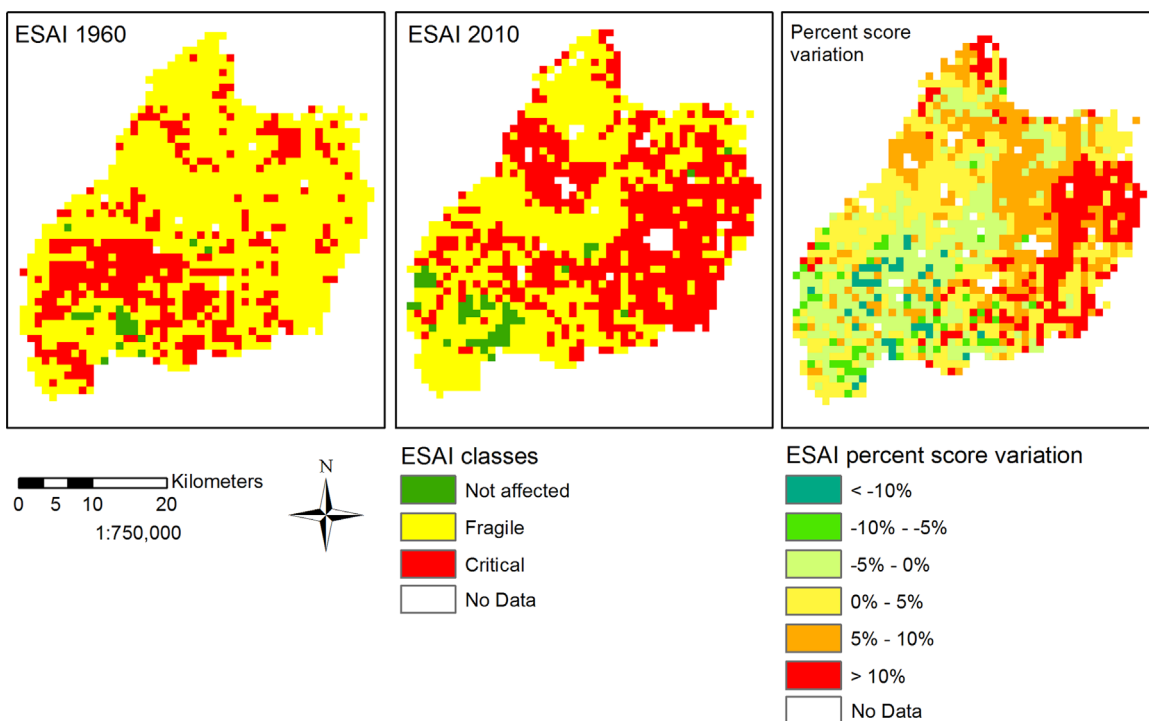 ESAI 1960
ESAI 2010
Percent score
variation
Kilometers
0 5 10 20
1:750,000
N
ESAI classes
Not affected
Fragile
Critical
No Data
ESAI percent score variation
< -10%
-10% - -5%
-5% - 0%
0% - 5%
5% - 10%
> 10%
No Data